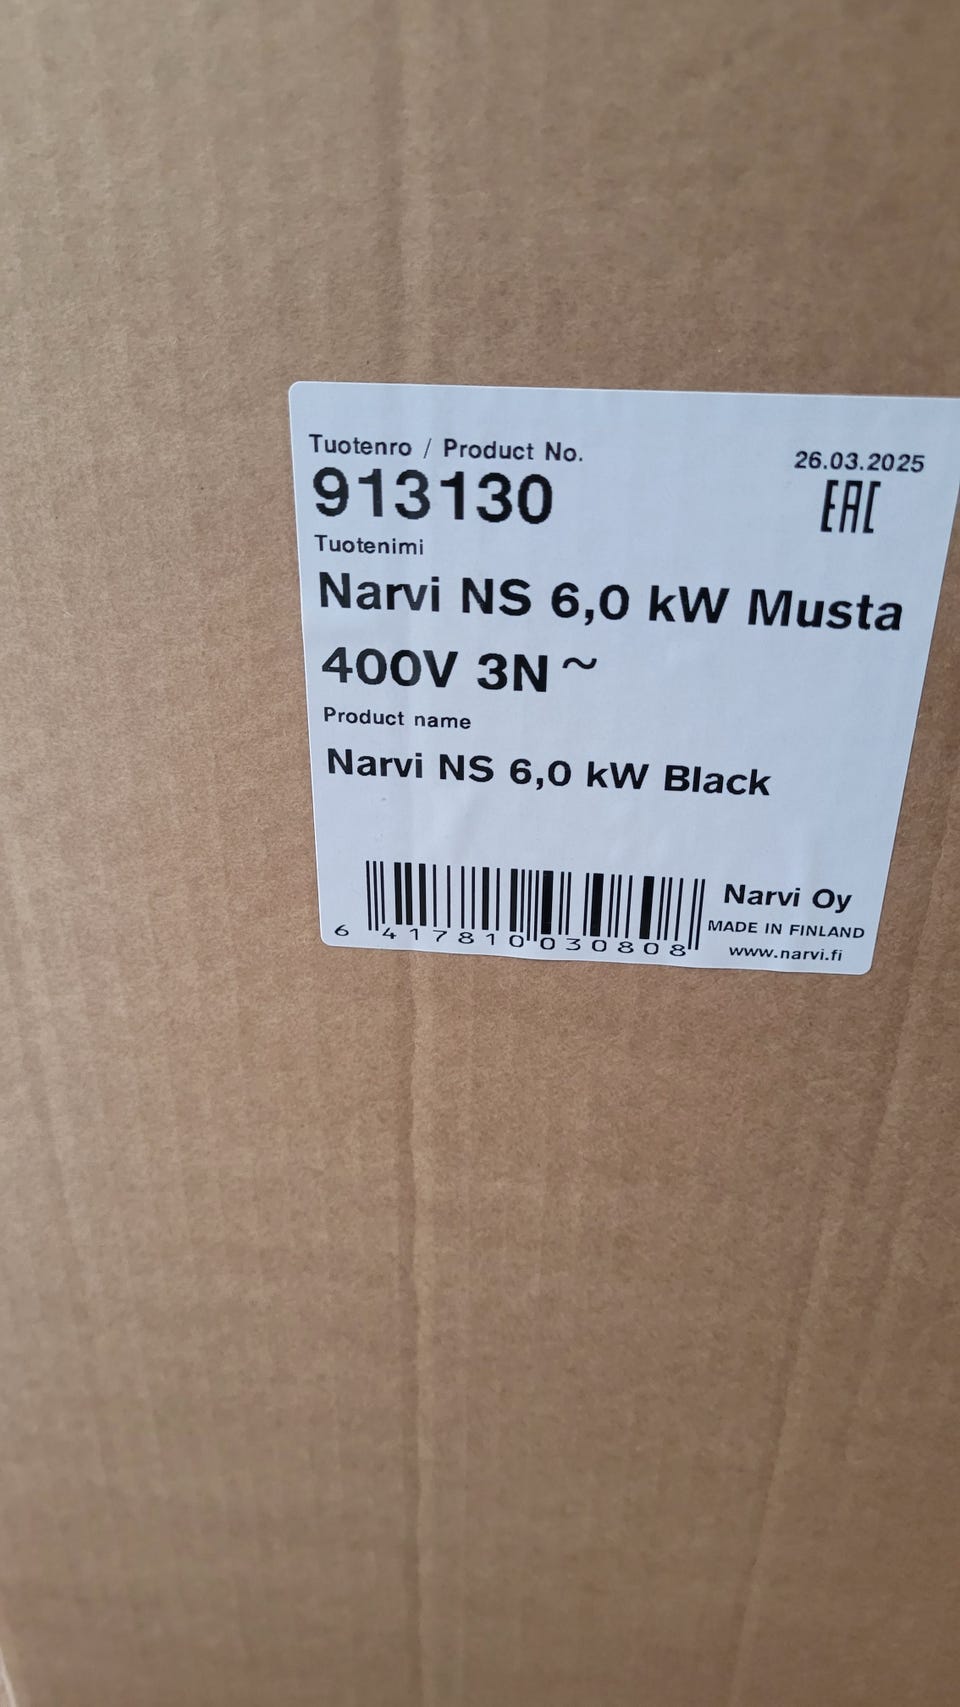 Tuotenro / Product No.
26.03.2025
913130
EAC
Tuotenimi
Narvi NS 6,0 kW Musta
400V 3N~
Product name
Narvi NS 6,0 kW Black
6 417810 030808
Narvi Oy
MADE IN FINLAND
www.narvi.fi